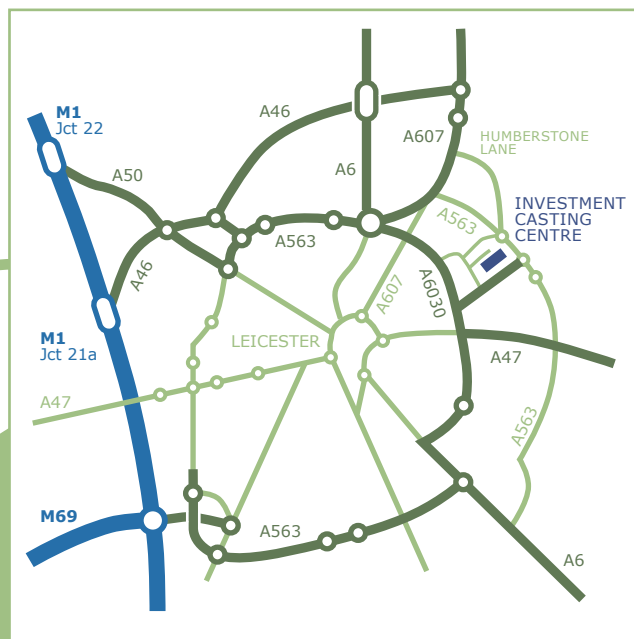 M1
Jct 22
A46
A607
HUMBERSTONE
LANE
A50
A6
INVESTMENT
CASTING
CENTRE
A563
A563
A46
A6030
A607
M1
Jct 21a
LEICESTER
A47
A47
A563
M69
A563
A6